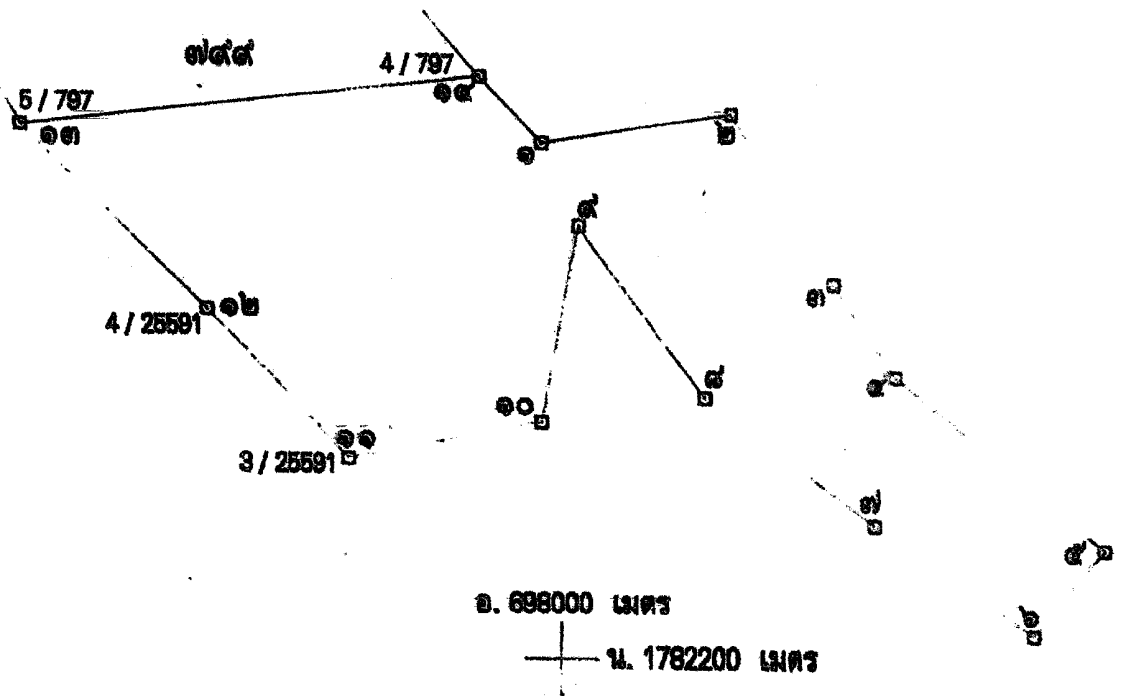 ๗๙๙
4 / 797
5 / 797
๑๔
๑๓
๑
๒
๙
๓
๑๒
4 / 25591
๘
๔
๑๐
๑๑
3 / 25591
๗
๕
อ. 698000 เมตร
๖
น. 1782200 เมตร